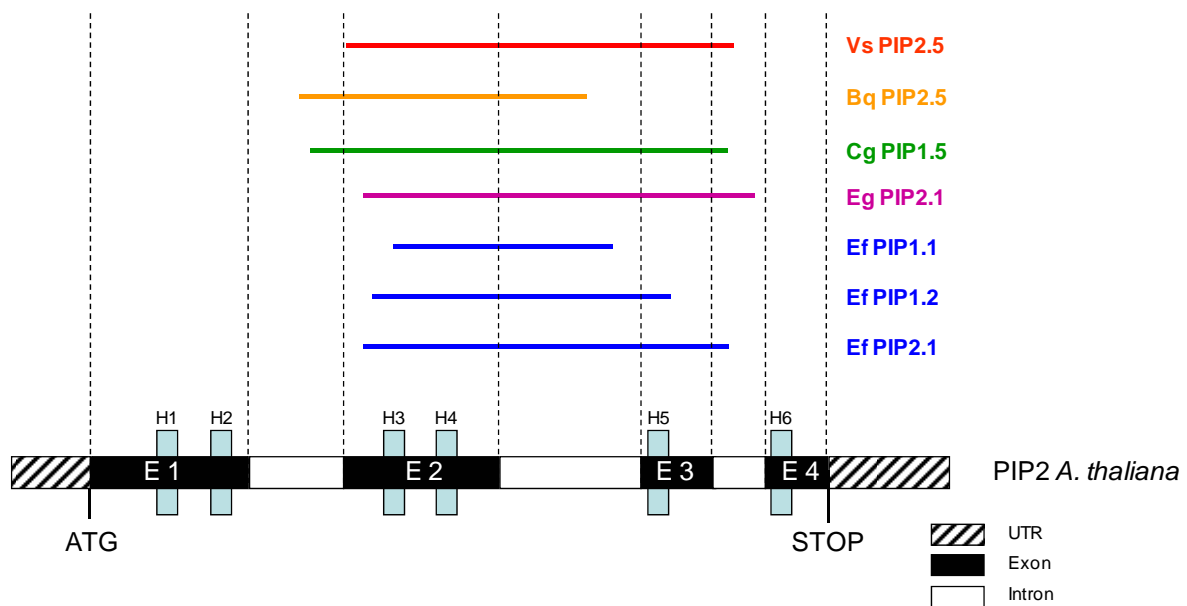 Vs PIP2.5
Bq PIP2.5
Cg PIP1.5
Eg PIP2.1
Ef PIP1.1
Ef PIP1.2
Ef PIP2.1
H1 H2 H3 H4 H5 H6
E 1 E 2 E 3 E 4 PIP2 A. thaliana
ATG STOP
UTR
Exon
Intron